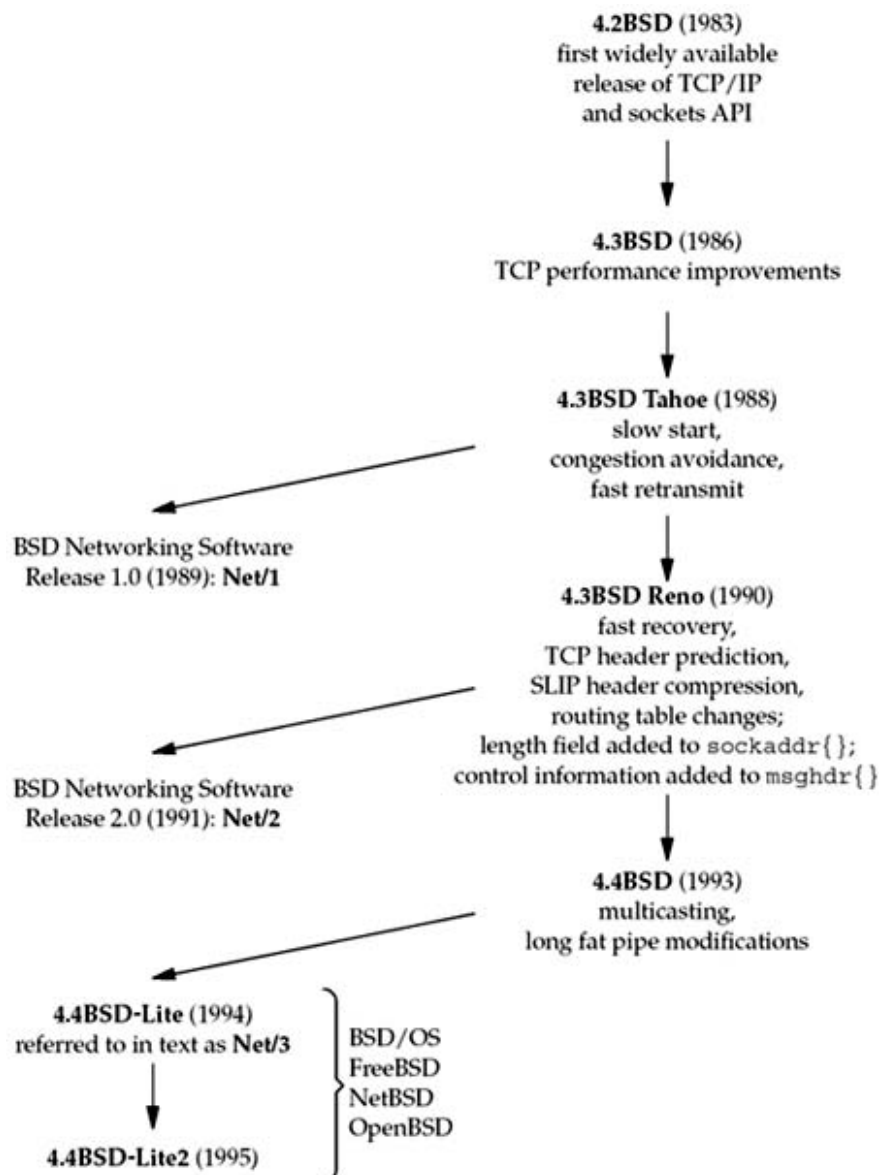 4.2BSD (1983)
first widely available
release of TCP/IP
and sockets API
4.3BSD (1986)
TCP performance improvements
4.3BSD Tahoe (1988)
slow start,
congestion avoidance,
fast retransmit
BSD Networking Software
Release 1.0 (1989): Net/1
4.3BSD Reno (1990)
fast recovery,
TCP header prediction,
SLIP header compression,
routing table changes;
length field added to sockaddr{};
control information added to msghdr{}
BSD Networking Software
Release 2.0 (1991): Net/2
4.4BSD (1993)
multicasting,
long fat pipe modifications
4.4BSD-Lite (1994)
referred to in text as Net/3
4.4BSD-Lite2 (1995)
BSD/OS
FreeBSD
NetBSD
OpenBSD